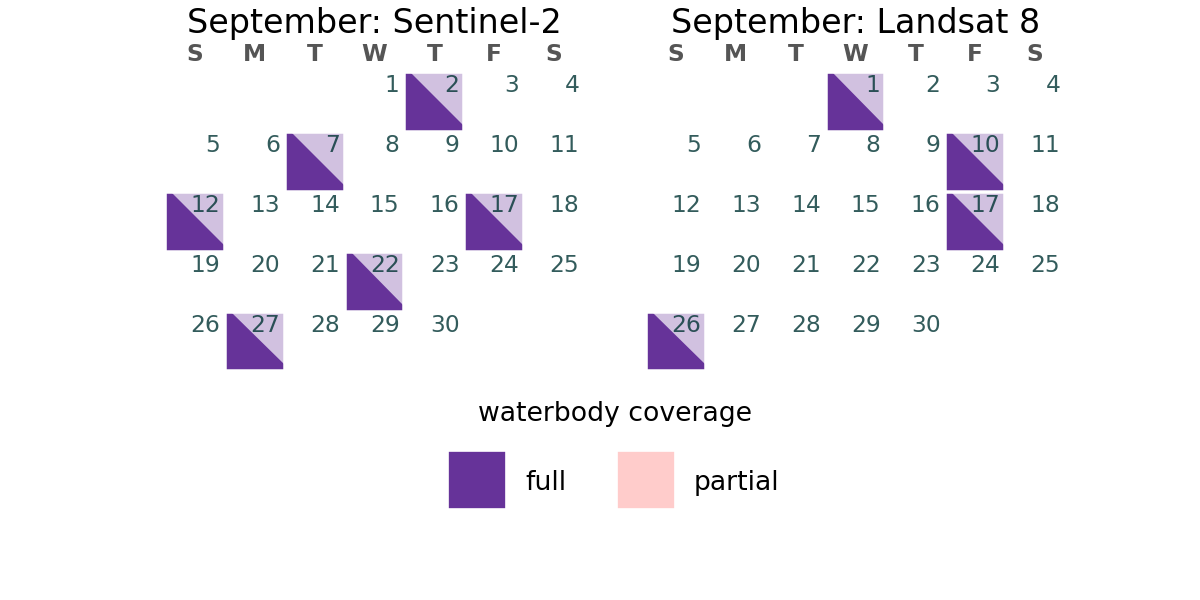 September: Sentinel-2
S M T W T F S
1 2 3 4
5 6 7 8 9 10 11
12 13 14 15 16 17 18
19 20 21 22 23 24 25
26 27 28 29 30
September: Landsat 8
S M T W T F S
1 2 3 4
5 6 7 8 9 10 11
12 13 14 15 16 17 18
19 20 21 22 23 24 25
26 27 28 29 30
waterbody coverage
full partial